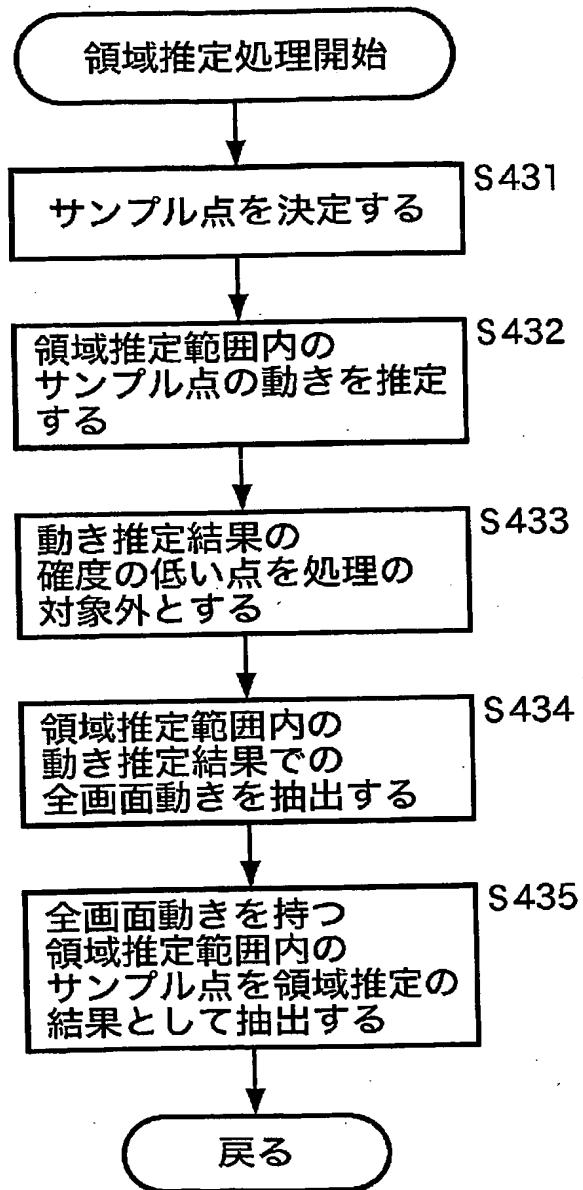 領域推定処理開始
S431
サンプル点を決定する
S432
領域推定範囲内の
サンプル点の動きを推定
する
S433
動き推定結果の
確度の低い点を処理の
対象外とする
S434
領域推定範囲内の
動き推定結果での
全画面動きを抽出する
S435
全画面動きを持つ
領域推定範囲内の
サンプル点を領域推定の
結果として抽出する
戻る